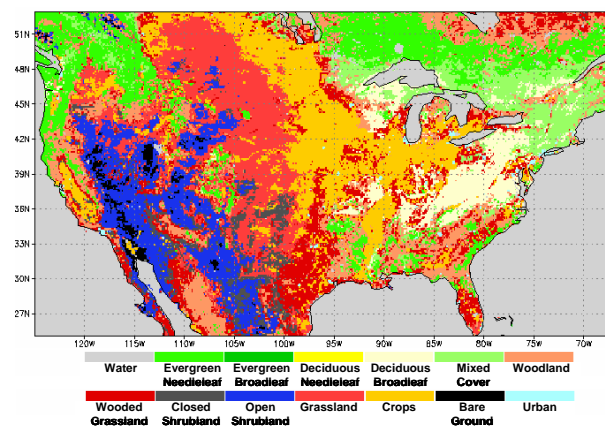 51N
48N
45N
42N
39N
36N
33N
30N
27N
120W 115W 110W 105W 100W 95W 90W 85W 80W 75W 70W
Water Evergreen Needleleaf Evergreen Broadleaf Deciduous Needleleaf Deciduous Broadleaf Mixed Cover Woodland
Wooded Grassland Closed Shrubland Open Shrubland Grassland Crops Bare Ground Urban